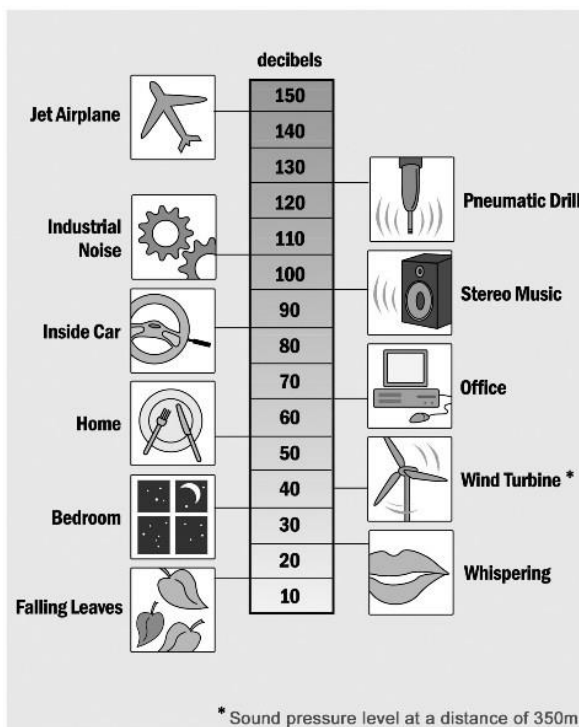 decibels
150
Jet Airplane
140
130
120
Pneumatic Drill
Industrial
Noise
110
100
Stereo Music
90
Inside Car
80
70
Office
60
Home
50
Wind Turbine *
40
Bedroom
30
20
Whispering
10
Falling Leaves
* Sound pressure level at a distance of 350m